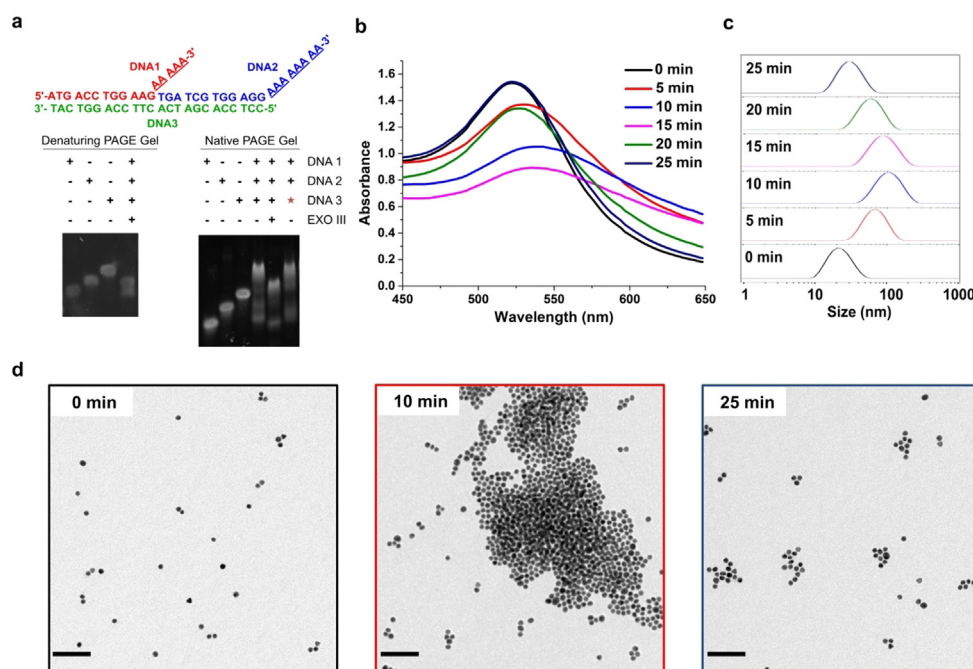 a
DNA1
AA AAA-3'
DNA2
AAA AAA AA-3'
5'-ATG ACCT TGG AAG TGA TCG TGG AGG
3'- TAC TGG ACC TTC ACT AGC ACC TCC-5'
DNA3
Denaturing PAGE Gel
Native PAGE Gel
+ - - + + - - + + + DNA 1
- + - + - + - + + + DNA 2
- - + + - - + + + ★ DNA 3
- - - + - - - - + - EXO III
b
Absorbance
1.6
1.4
1.2
1.0
0.8
0.6
0.4
0.2
0.0
0 min
5 min
10 min
15 min
20 min
25 min
450 500 550 600 650
Wavelength (nm)
c
25 min
20 min
15 min
10 min
5 min
0 min
1 10 100 1000
Size (nm)
d
0 min
10 min
25 min